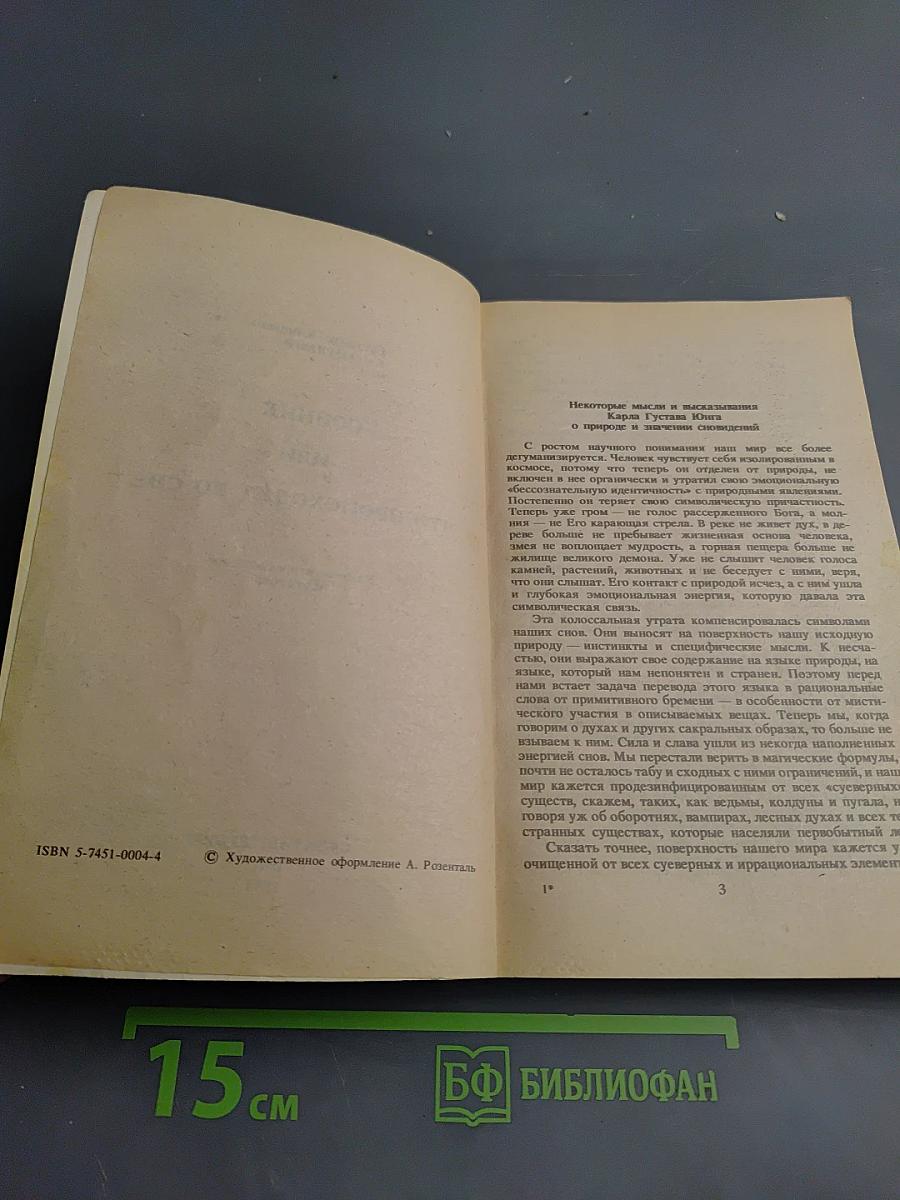 ISBN 5-7451-0004-4
© Художественное оформление А. Розенталь
Некоторые мысли и высказывания
Карла Густава Юнга
о природе и значении сновидений
С ростом научного понимания наш мир все более
дегуманизируется. Человек чувствует себя изолированным в
космосе, потому что теперь он отделен от природы, не
включен в нее органически и утратил свою эмоциональную
«бессознательную идентичность» с природными явлениями.
Постепенно он теряет свою символическую причастность.
Теперь уже гром — не голос рассерженного Бога, а мол-
ния — не Его карающая стрела. В реке не живет дух, в де-
реве больше не пребывает жизненная основа человека,
змея не воплощает мудрость, а горная пещера больше не
жилище великого демона. Уже не слышит человек голоса
камней, растений, животных и не беседует с ними, веря,
что они слышат. Его контакт с природой исчез, а с ним ушла
и глубокая эмоциональная энергия, которую давала эта
символическая связь.
Эта колоссальная утрата компенсировалась символами
наших снов. Они выносят на поверхность нашу исходную
природу — инстинкты и специфические мысли. К несча-
стью, они выражают свое содержание на языке природы, на
языке, который нам непонятен и странен. Поэтому перед
нами встает задача перевода этого языка в рациональные
слова от примитивного бремени — в особенности от мисти-
ческого участия в описываемых вещах. Теперь мы, когда
говорим о духах и других сакральных образах, то больше не
взываем к ним. Сила и слава ушли из некогда наполненных
энергией снов. Мы перестали верить в магические формулы,
почти не осталось табу и сходных с ними ограничений, и наш
мир кажется продезинфицированным от всех «суеверных»
существ, скажем, таких, как ведьмы, колдуны и пугала, н
говоря уж об оборотнях, вампирах, лесных духах и всех те
странных существах, которые населяли первобытный ле
Сказать точнее, поверхность нашего мира кажется у
очищенной от всех суеверных и иррациональных элемент
1*
3
15 см
БФ БИБЛИОФАН